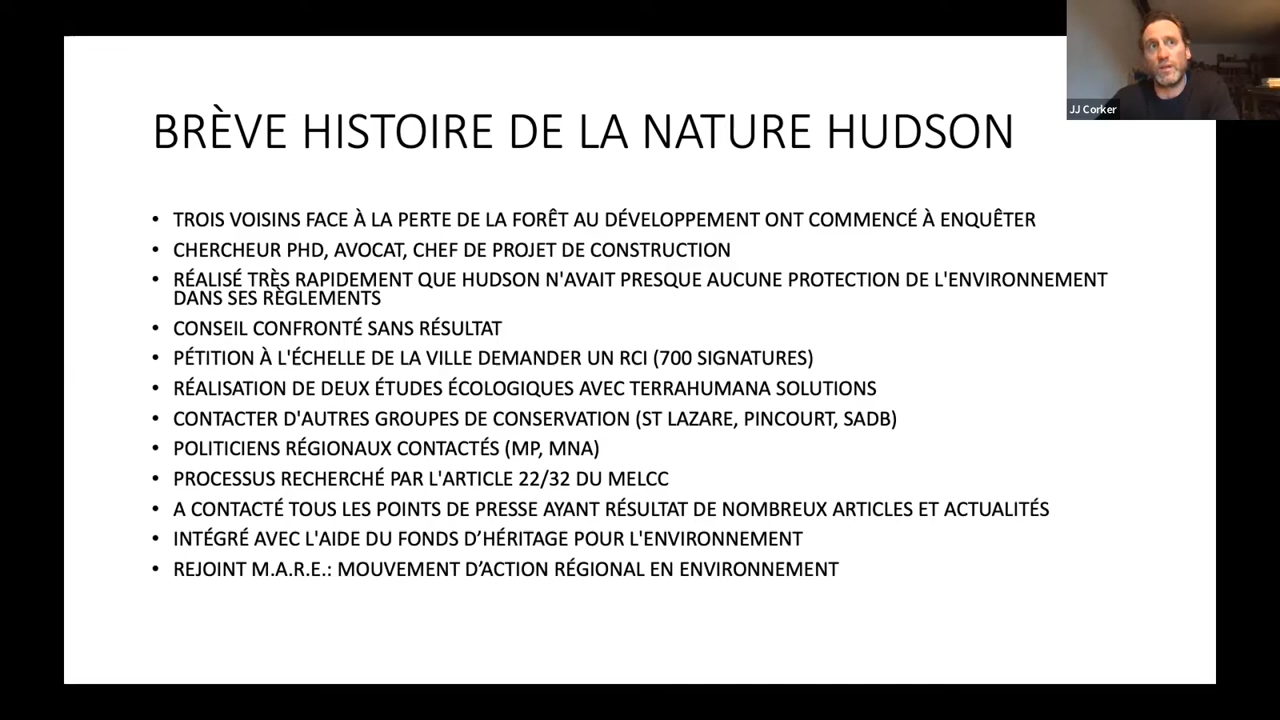 BRÈVE HISTOIRE DE LA NATURE HUDSON
• TROIS VOISINS FACE À LA PERTE DE LA FORÊT AU DÉVELOPPEMENT ONT COMMENCÉ À ENQUÊTER
• CHERCHEUR PHD, AVOCAT, CHEF DE PROJET DE CONSTRUCTION
• RÉALISÉ TRÈS RAPIDEMENT QUE HUDSON N'AVAIT PRESQUE AUCUNE PROTECTION DE L'ENVIRONNEMENT
DANS SES RÈGLEMENTS
• CONSEIL CONFRONTÉ SANS RÉSULTAT
• PÉTITION À L'ÉCHELLE DE LA VILLE DEMANDER UN RCI (700 SIGNATURES)
• RÉALISATION DE DEUX ÉTUDES ÉCOLOGIQUES AVEC TERRAHUMANA SOLUTIONS
• CONTACTER D'AUTRES GROUPES DE CONSERVATION (ST LAZARE, PINCOURT, SADB)
• POLITICIENS RÉGIONAUX CONTACTÉS (MP, MNA)
• PROCESSUS RECHERCHÉ PAR L'ARTICLE 22/32 DU MELCC
• A CONTACTÉ TOUS LES POINTS DE PRESSE AYANT RÉSULTAT DE NOMBREUX ARTICLES ET ACTUALITÉS
• INTÉGRÉ AVEC L'AIDE DU FONDS D’HÉRITAGE POUR L'ENVIRONNEMENT
• REJOINT M.A.R.E.: MOUVEMENT D’ACTION RÉGIONAL EN ENVIRONNEMENT
JJ Corker